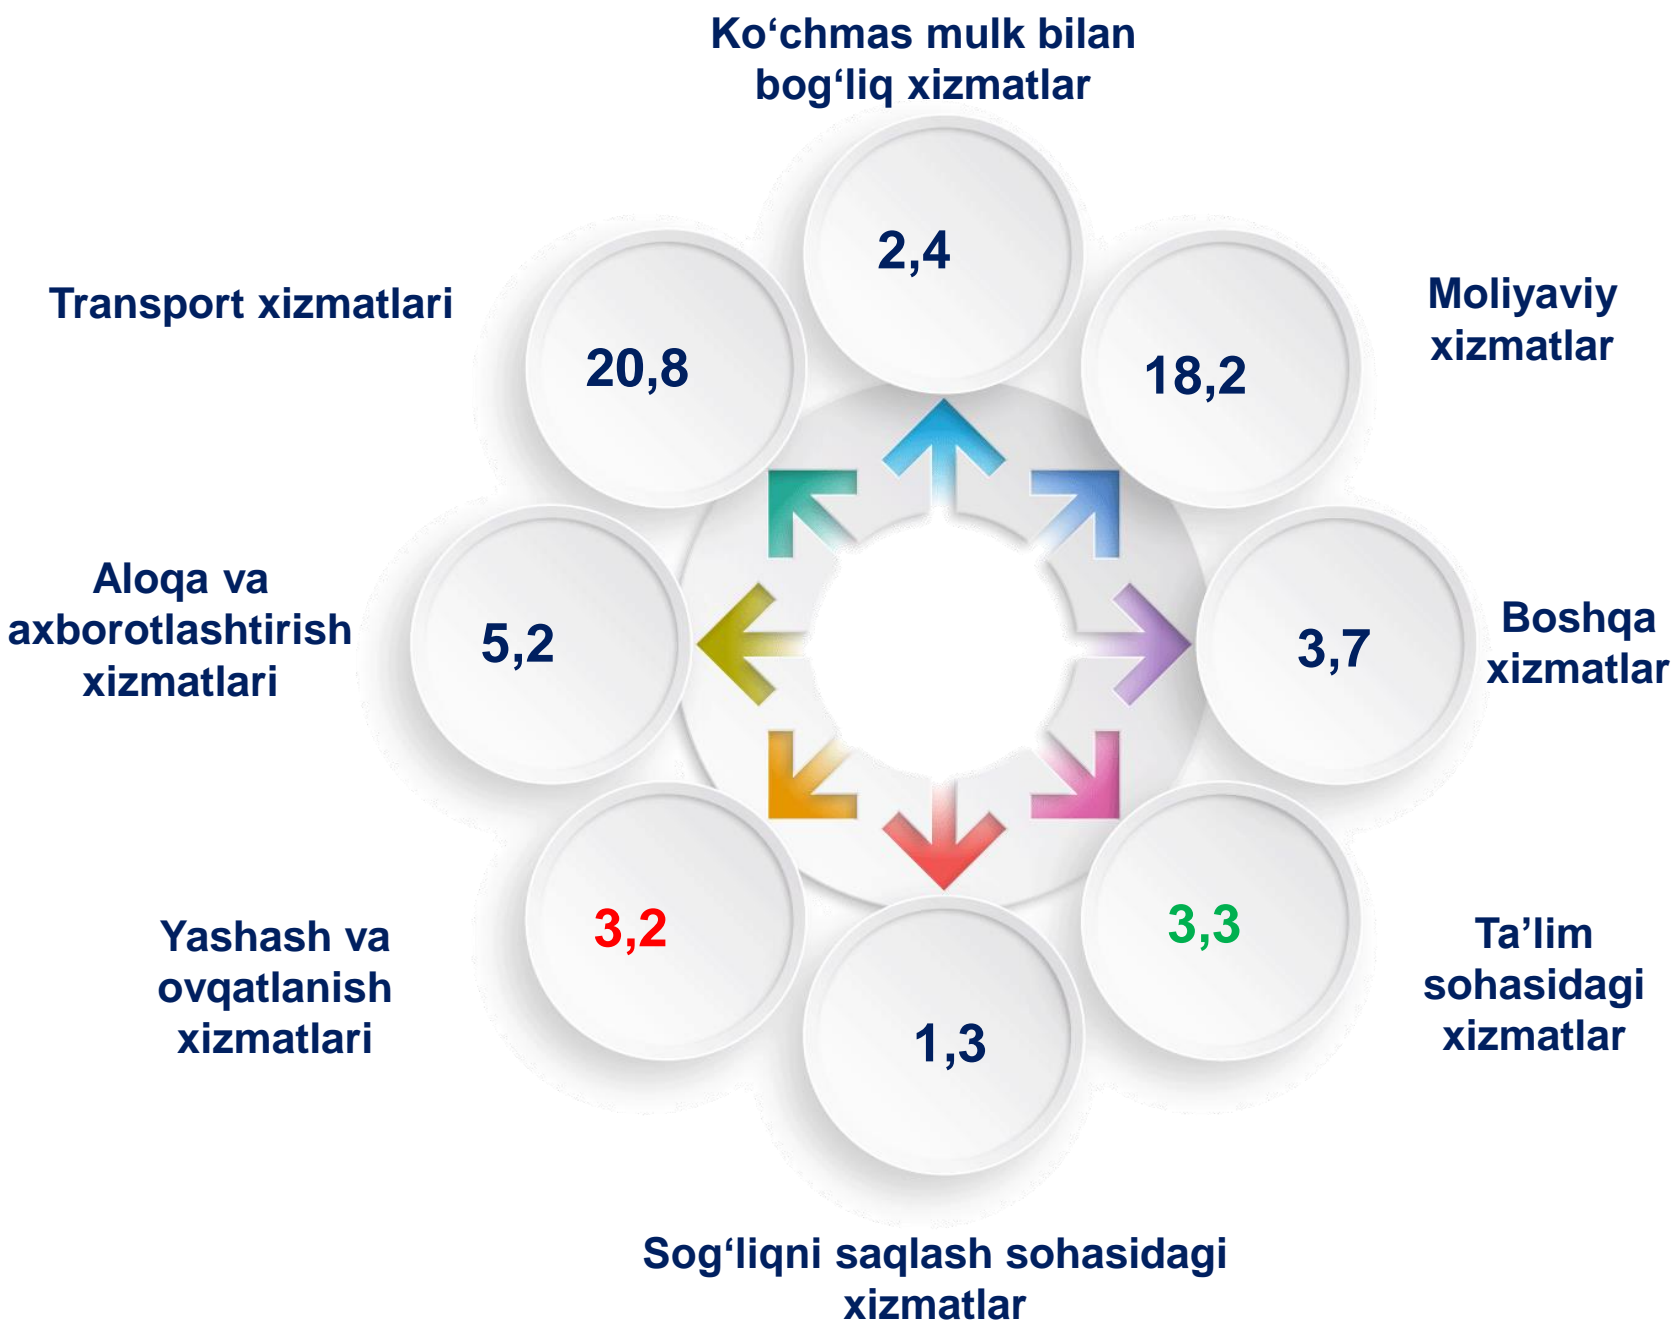 Ko‘chmas mulk bilan
bog‘liq xizmatlar
2,4
Transport xizmatlari
20,8
Moliyaviy
xizmatlar
18,2
Aloqa va
axborotlashtirish
xizmatlari
5,2
Boshqa
xizmatlar
3,7
Yashash va
ovqatlanish
xizmatlari
3,2
Ta’lim
sohasidagi
xizmatlar
3,3
1,3
Sog‘liqni saqlash sohasidagi
xizmatlar